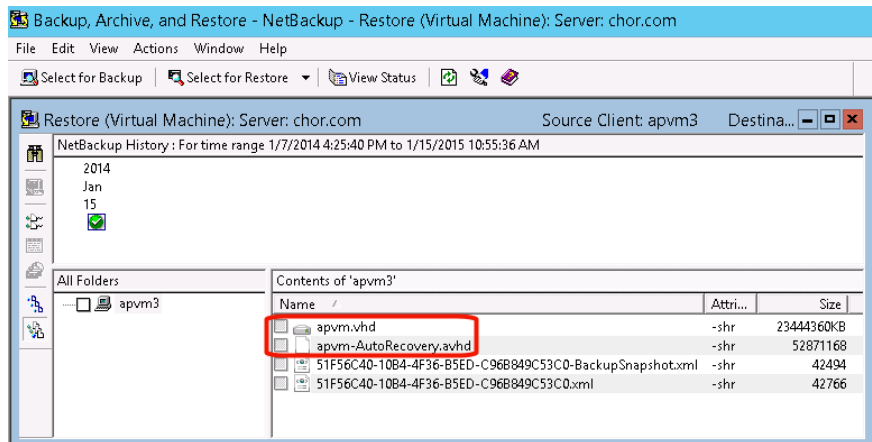 Backup, Archive, and Restore - NetBackup - Restore (Virtual Machine): Server: chor.com
File Edit View Actions Window Help
Select for Backup Select for Restore View Status
Restore (Virtual Machine): Server: chor.com Source Client: apvm3 Destina...
NetBackup History : For time range 1/7/2014 4:25:40 PM to 1/15/2015 10:55:36 AM
2014
Jan
15
All Folders Contents of 'apvm3'
apvm3 Name Attri... Size
apvm.vhd -shr 23444360KB
apvm-AutoRecovery.avhd -shr 52871168
51F56C40-10B4-4F36-B5ED-C96B849C53C0-BackupSnapshot.xml -shr 42494
51F56C40-10B4-4F36-B5ED-C96B849C53C0.xml -shr 42766